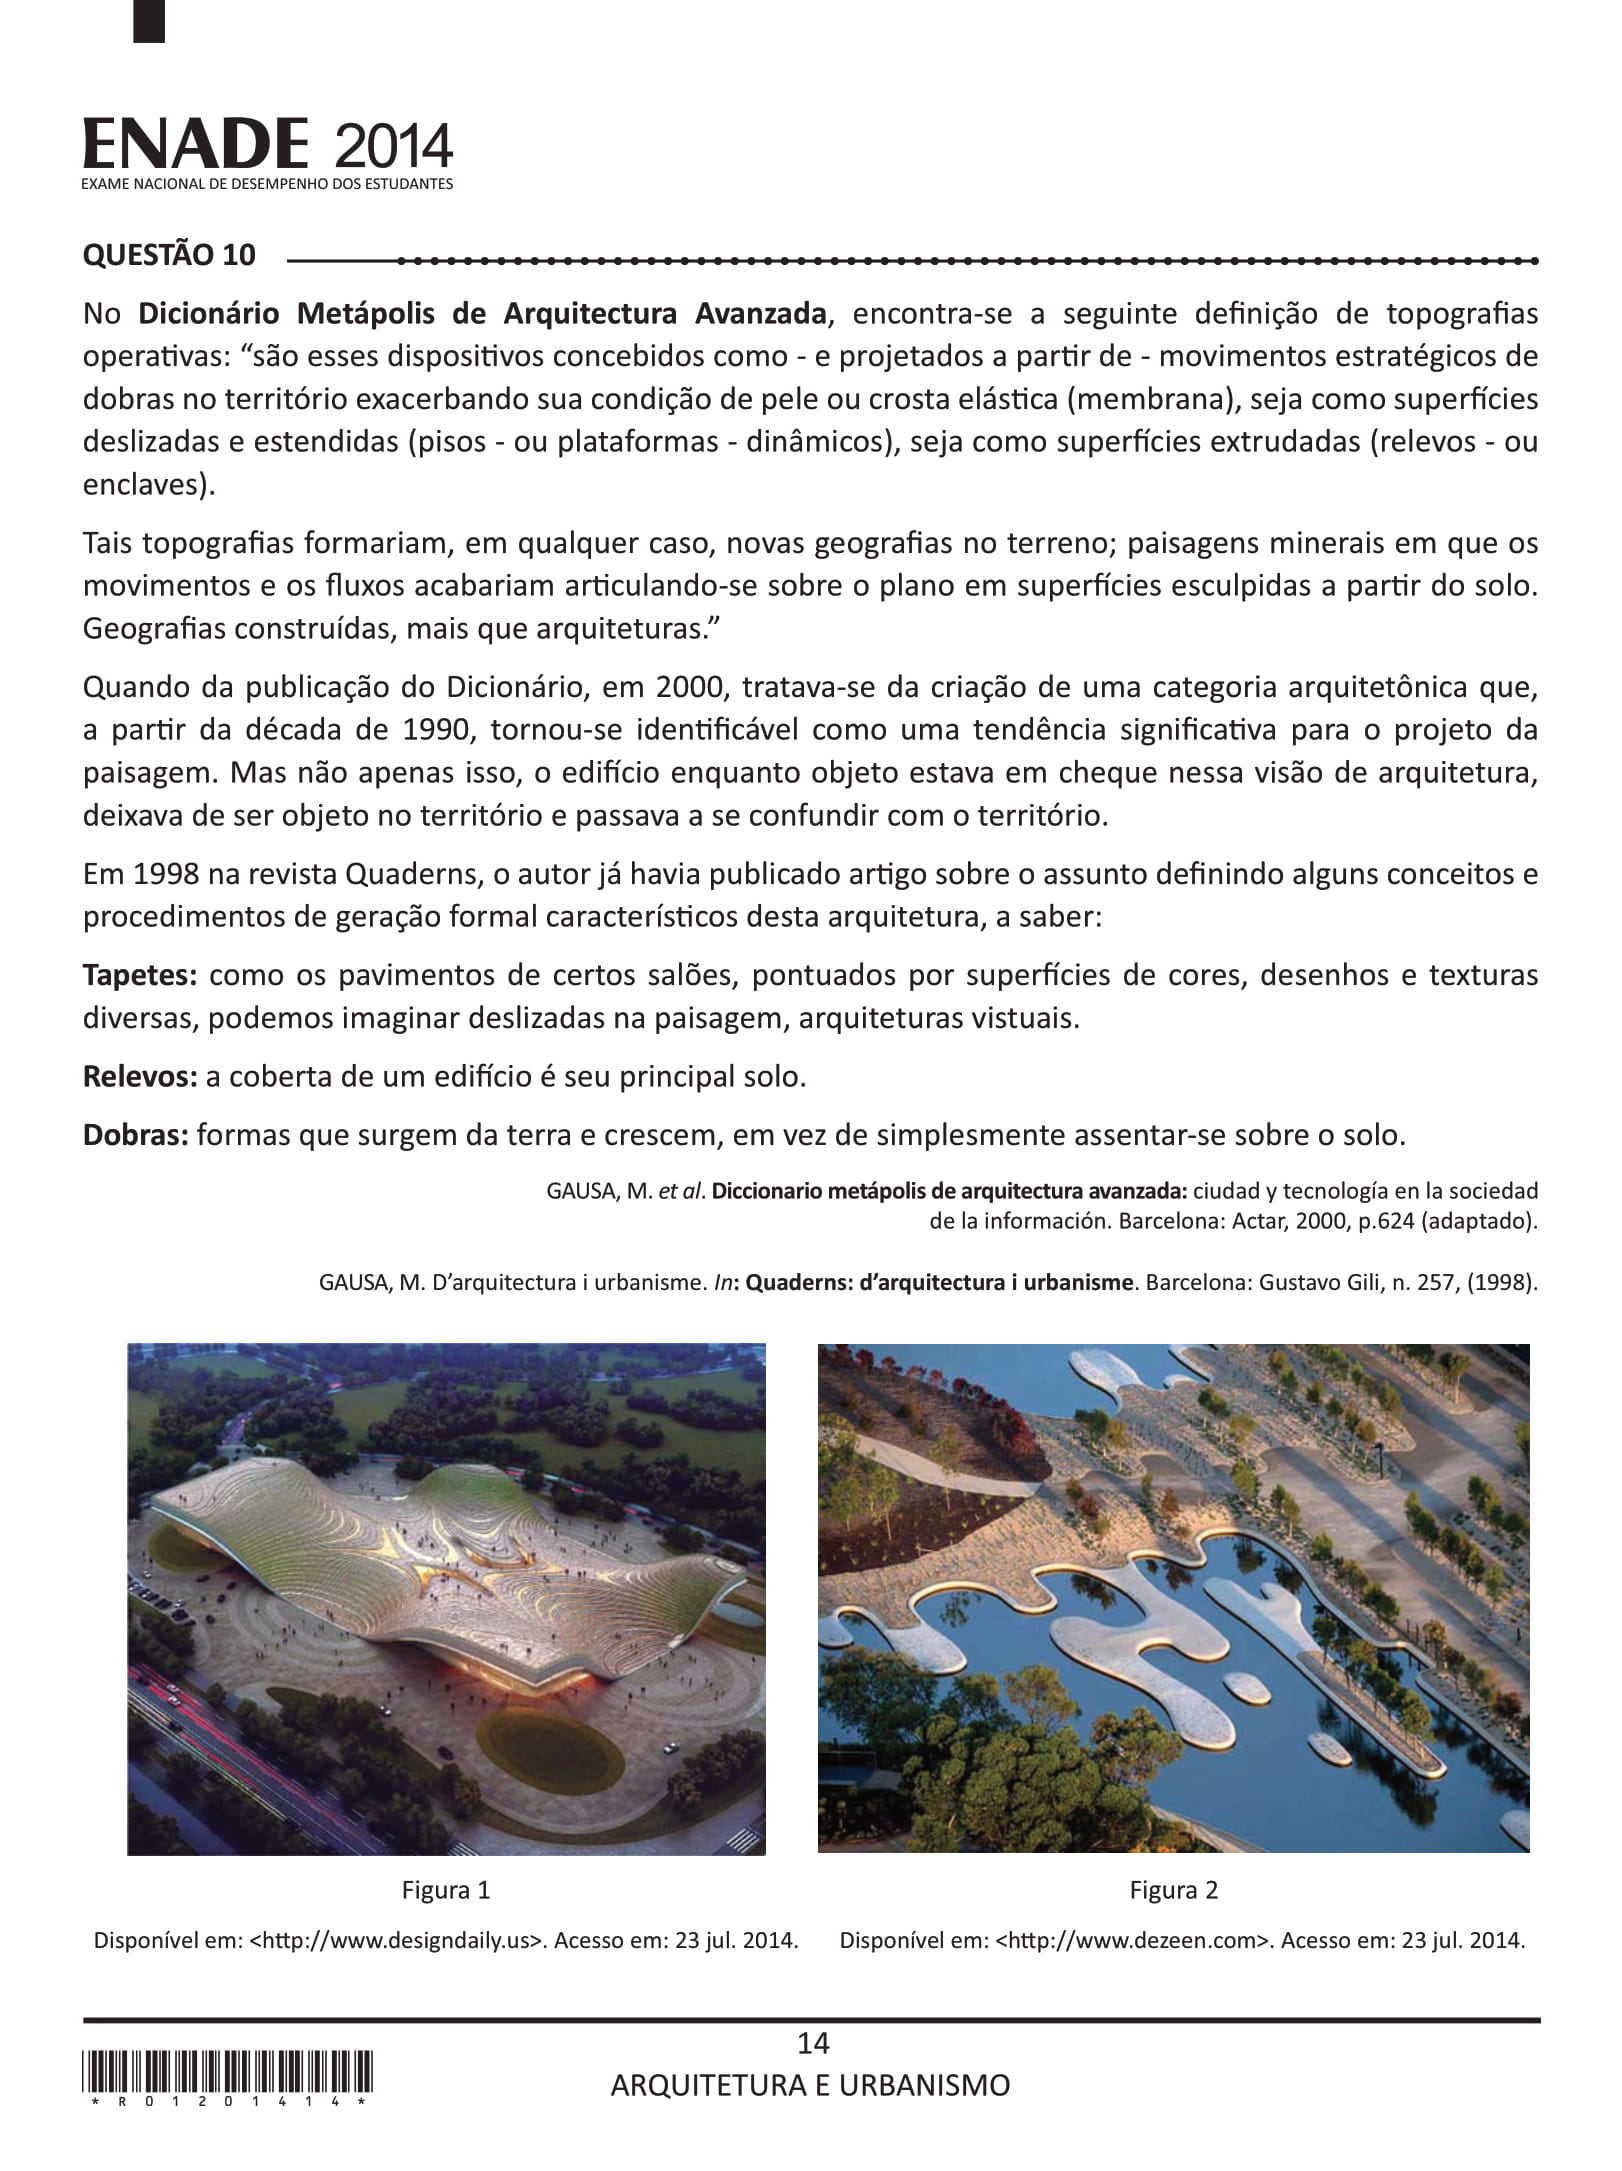 ENADE 2014
EXAME NACIONAL DE DESEMPENHO DOS ESTUDANTES
QUESTÃO 10
No Dicionário Metápolis de Arquitectura Avanzada, encontra-se a seguinte definição de topografias
operativas: “são esses dispositivos concebidos como - e projetados a partir de - movimentos estratégicos de
dobras no território exacerbando sua condição de pele ou crosta elástica (membrana), seja como superfícies
deslizadas e estendidas (pisos - ou plataformas - dinâmicos), seja como superfícies extrudadas (relevos - ou
enclaves).
Tais topografias formariam, em qualquer caso, novas geografias no terreno; paisagens minerais em que os
movimentos e os fluxos acabariam articulando-se sobre o plano em superfícies esculpidas a partir do solo.
Geografias construídas, mais que arquiteturas.”
Quando da publicação do Dicionário, em 2000, tratava-se da criação de uma categoria arquitetônica que,
a partir da década de 1990, tornou-se identificável como uma tendência significativa para o projeto da
paisagem. Mas não apenas isso, o edifício enquanto objeto estava em cheque nessa visão de arquitetura,
deixava de ser objeto no território e passava a se confundir com o território.
Em 1998 na revista Quaderns, o autor já havia publicado artigo sobre o assunto definindo alguns conceitos e
procedimentos de geração formal característicos desta arquitetura, a saber:
Tapetes: como os pavimentos de certos salões, pontuados por superfícies de cores, desenhos e texturas
diversas, podemos imaginar deslizadas na paisagem, arquiteturas vistuais.
Relevos: a coberta de um edifício é seu principal solo.
Dobras: formas que surgem da terra e crescem, em vez de simplesmente assentar-se sobre o solo.
GAUSA, M. et al. Diccionario metápolis de arquitectura avanzada: ciudad y tecnología en la sociedad
de la información. Barcelona: Actar, 2000, p.624 (adaptado).
GAUSA, M. D’arquitectura i urbanisme. In: Quaderns: d’arquitectura i urbanisme. Barcelona: Gustavo Gili, n. 257, (1998).
Figura 1
Figura 2
Disponível em: <http://www.designdaily.us>. Acesso em: 23 jul. 2014.
Disponível em: <http://www.dezeen.com>. Acesso em: 23 jul. 2014.
14
ARQUITETURA E URBANISMO
* R 0 1 2 0 1 4 1 4 *